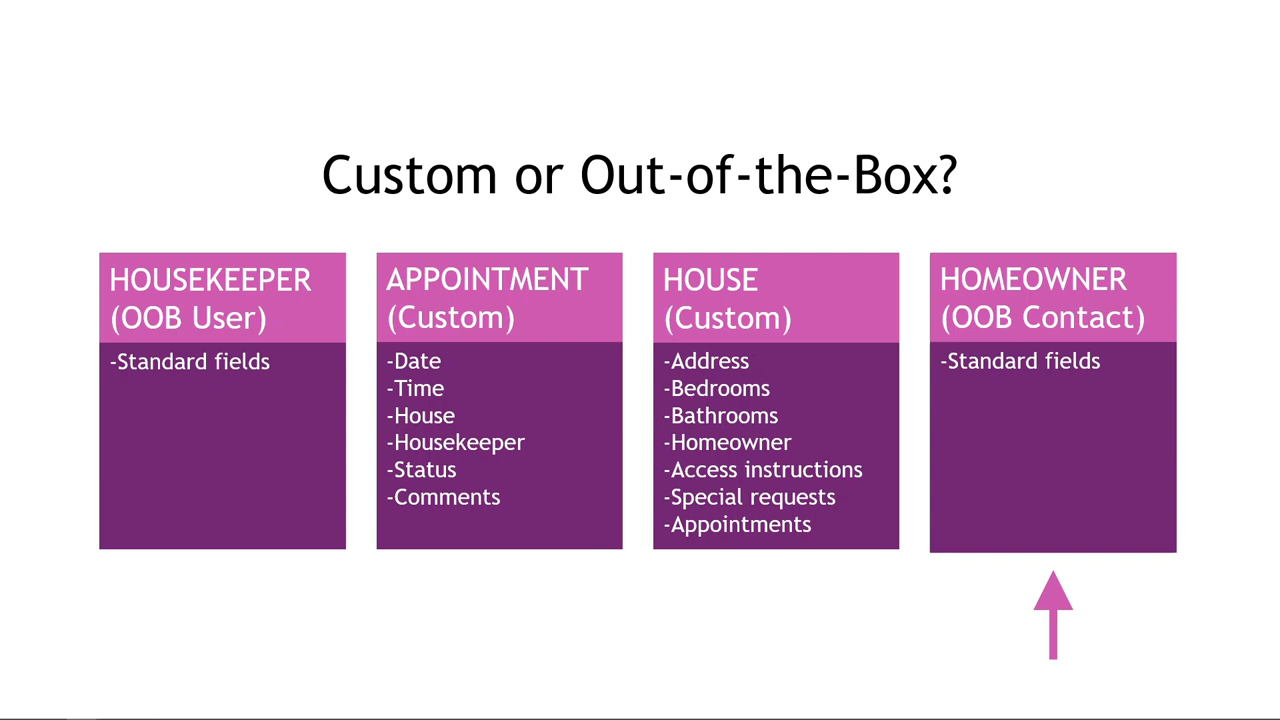 Custom or Out-of-the-Box?
HOUSEKEEPER
(OOB User)
-Standard fields
APPOINTMENT
(Custom)
-Date
-Time
-House
-Housekeeper
-Status
-Comments
HOUSE
(Custom)
-Address
-Bedrooms
-Bathrooms
-Homeowner
-Access instructions
-Special requests
-Appointments
HOMEOWNER
(OOB Contact)
-Standard fields